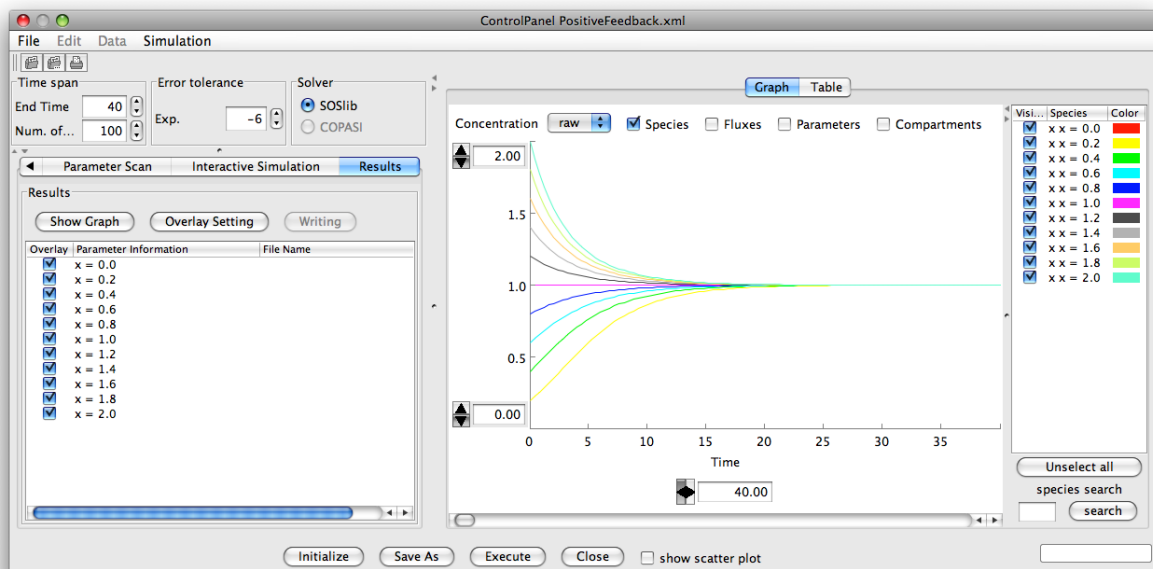 ControlPanel PositiveFeedback.xml
File Edit Data Simulation
Time span
End Time 40
Num. of... 100
Error tolerance
Exp. -6
Solver
SOSlib
COPASI
Parameter Scan Interactive Simulation Results
Results
Show Graph Overlay Setting Writing
Overlay Parameter Information File Name
x = 0.0
x = 0.2
x = 0.4
x = 0.6
x = 0.8
x = 1.0
x = 1.2
x = 1.4
x = 1.6
x = 1.8
x = 2.0
Graph Table
Concentration raw Species Fluxes Parameters Compartments
2.00
1.5
1.0
0.5
0.00
0 5 10 15 20 25 30 35
Time
40.00
Visi... Species Color
x x = 0.0
x x = 0.2
x x = 0.4
x x = 0.6
x x = 0.8
x x = 1.0
x x = 1.2
x x = 1.4
x x = 1.6
x x = 1.8
x x = 2.0
Unselect all
species search
search
Initialize Save As Execute Close show scatter plot